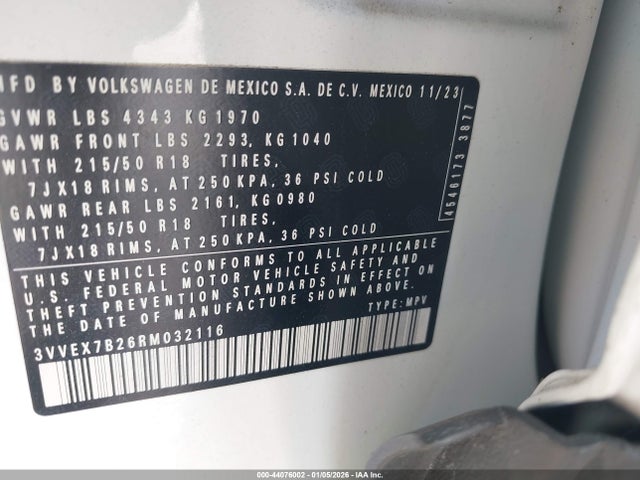 MFD BY VOLKSWAGEN DE MEXICO S.A. DE C.V. MEXICO 11/23
GVWR LBS 4343 KG 1970
GAWR FRONT LBS 2293, KG 1040
WITH 215/50 R18 TIRES,
7JX18 RIMS, AT 250 KPA, 36 PSI COLD
GAWR REAR LBS 2161, KG 0980
WITH 215/50 R18 TIRES,
7JX18 RIMS, AT 250 KPA, 36 PSI COLD
THIS VEHICLE CONFORMS TO ALL APPLICABLE
U.S. FEDERAL MOTOR VEHICLE SAFETY AND
THEFT PREVENTION STANDARDS IN EFFECT ON
THE DATE OF MANUFACTURE SHOWN ABOVE.
3VVEX7B26RM032116 TYPE: MPV
4546173 3877
000-44076002 - 01/05/2026 - IAA Inc.